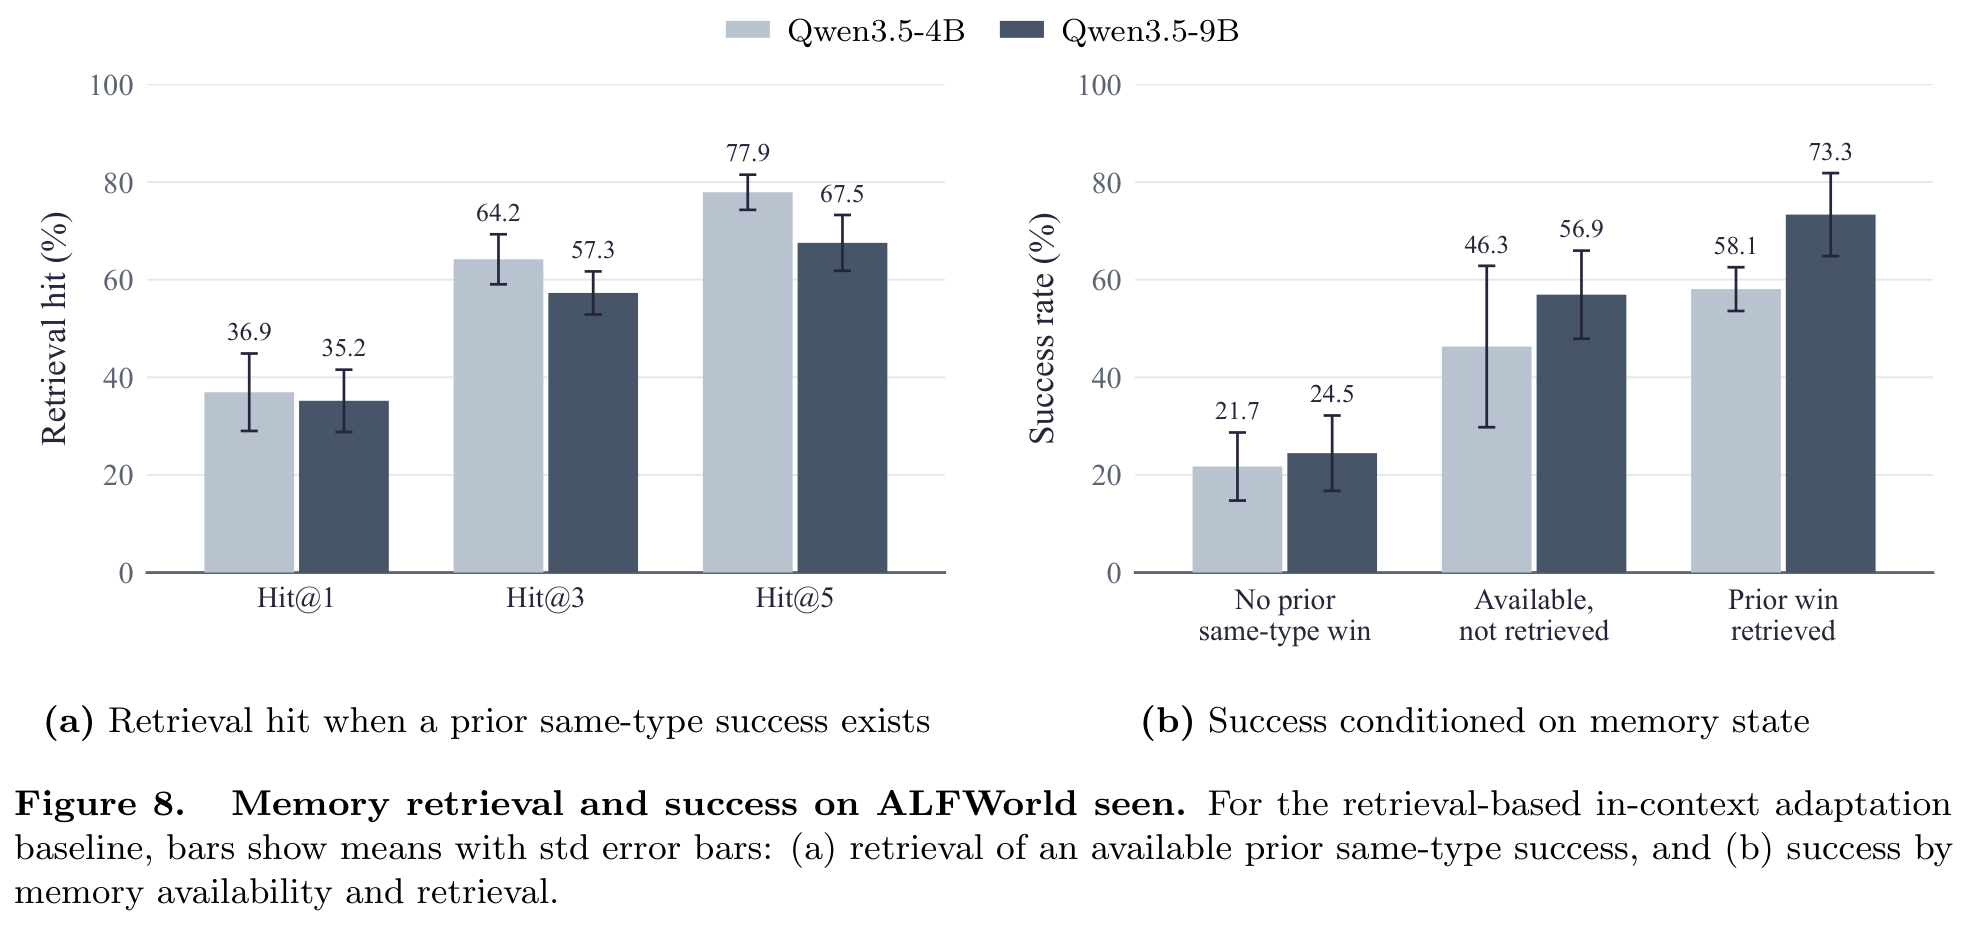 Qwen3.5-4B Qwen3.5-9B
Retrieval hit (%)
100
80
60
40
20
0
36.9
35.2
64.2
57.3
77.9
67.5
Hit@1
Hit@3
Hit@5
(a) Retrieval hit when a prior same-type success exists
Success rate (%)
100
80
60
40
20
0
21.7
24.5
46.3
56.9
58.1
73.3
No prior
same-type win
Available,
not retrieved
Prior win
retrieved
(b) Success conditioned on memory state
Figure 8. Memory retrieval and success on ALFWorld seen. For the retrieval-based in-context adaptation
baseline, bars show means with std error bars: (a) retrieval of an available prior same-type success, and (b) success by
memory availability and retrieval.